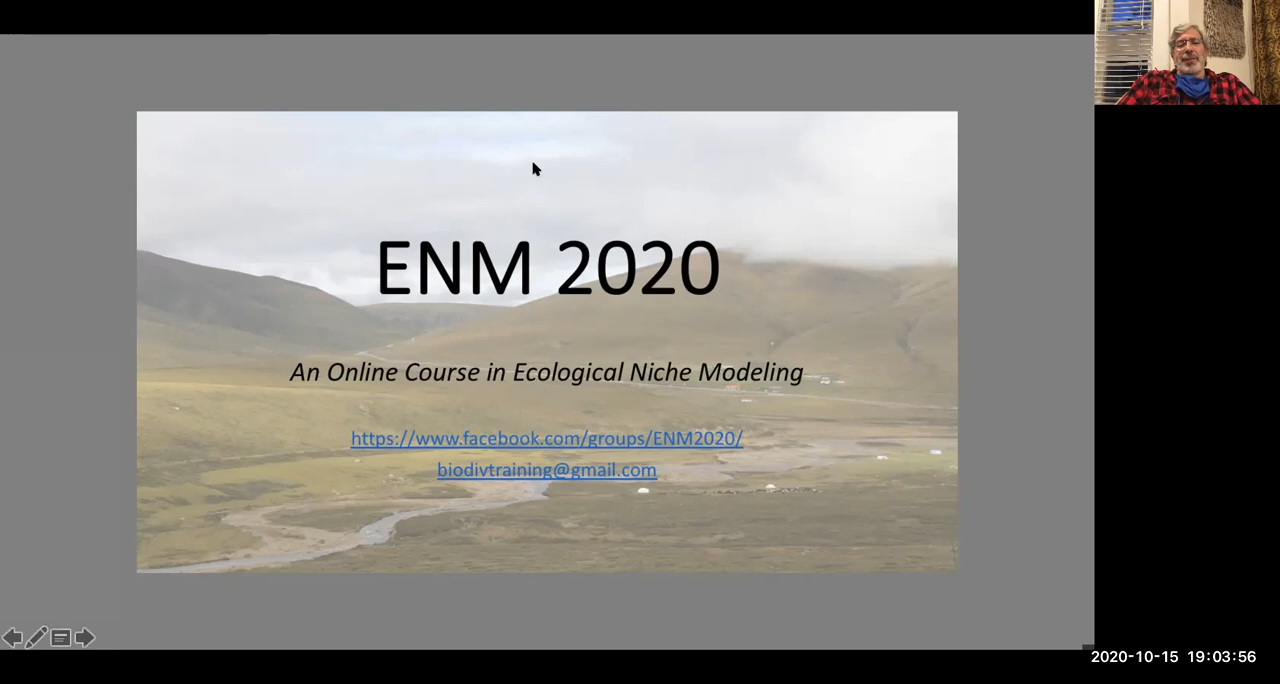 ENM 2020
An Online Course in Ecological Niche Modeling
https://www.facebook.com/groups/ENM2020/
biodivtraining@gmail.com
2020-10-15 19:03:56